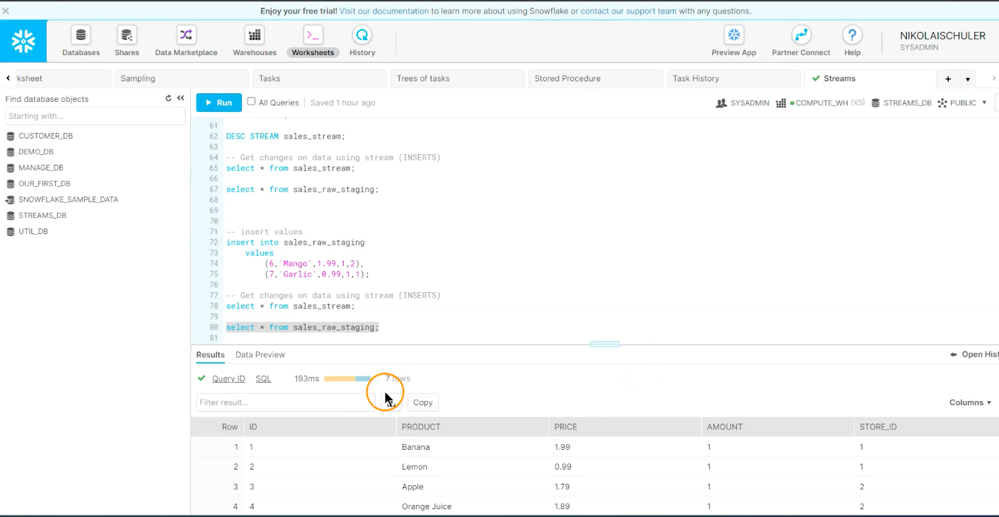 Enjoy your free trial! Visit our documentation to learn more about using Snowflake or contact our support team with any questions.
Databases Shares Data Marketplace Warehouses Worksheets History Preview App Partner Connect Help NIKOLAISCHULER
SYSADMIN
ksheet Sampling Tasks Trees of tasks Stored Procedure Task History Streams
Find database objects
Starting with...
CUSTOMER_DB
DEMO_DB
MANAGE_DB
OUR_FIRST_DB
SNOWFLAKE_SAMPLE_DATA
STREAMS_DB
UTIL_DB
Run All Queries Saved 1 hour ago SYSADMIN COMPUTE_WH (XS) STREAMS_DB PUBLIC
61
62 DESC STREAM sales_stream;
63
64 -- Get changes on data using stream (INSERTS)
65 select * from sales_stream;
66
67 select * from sales_raw_staging;
68
69
70
71 -- insert values
72 insert into sales_raw_staging
73 values
74 (6,'Mango',1.99,1,2),
75 (7,'Garlic',0.99,1,1);
76
77 -- Get changes on data using stream (INSERTS)
78 select * from sales_stream;
79
80 select * from sales_raw_staging;
81
Results Data Preview Open Hist
Query ID SQL 193ms 7 rows
Filter result... Copy Columns
Row ID PRODUCT PRICE AMOUNT STORE_ID
1 1 Banana 1.99 1 1
2 2 Lemon 0.99 1 1
3 3 Apple 1.79 1 2
4 4 Orange Juice 1.89 1 2